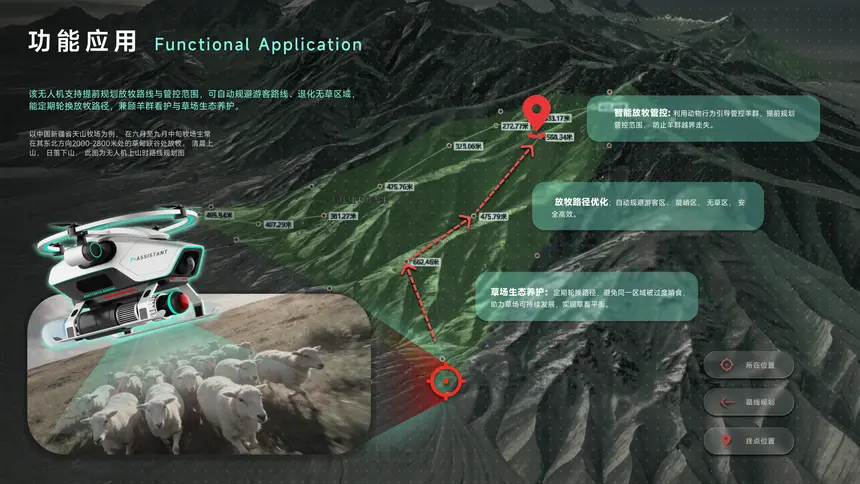 功能应用 Functional Application
该无人机支持提前规划放牧路线与管控范围，可自动规避游客路线、退化无草区域，
能定期轮换放牧路径，兼顾羊群看护与草场生态养护。
以中国新疆省天山牧场为例， 在六月至九月中旬牧场主常
在其东北方向2000-2800米处的草甸峡谷处放牧。 清晨上
山， 日落下山， 此图为无人机上山时路线规划图
智能放牧管控: 利用动物行为引导管控羊群，提前规划
管控范围， 防止羊群越界走失。
272.77米
568.34米
325.06米
放牧路径优化: 自动规避游客区、 陡峭区、 无草区， 安
全高效。
475.76米
495.94米
381.27米
407.29米
475.79米
662.46米
P-ASSISTANT
草场生态养护: 定期轮换路径，避免同一区域被过度啃食，
助力草场可持续发展，实现草畜平衡。
所在位置
路线规划
终点位置